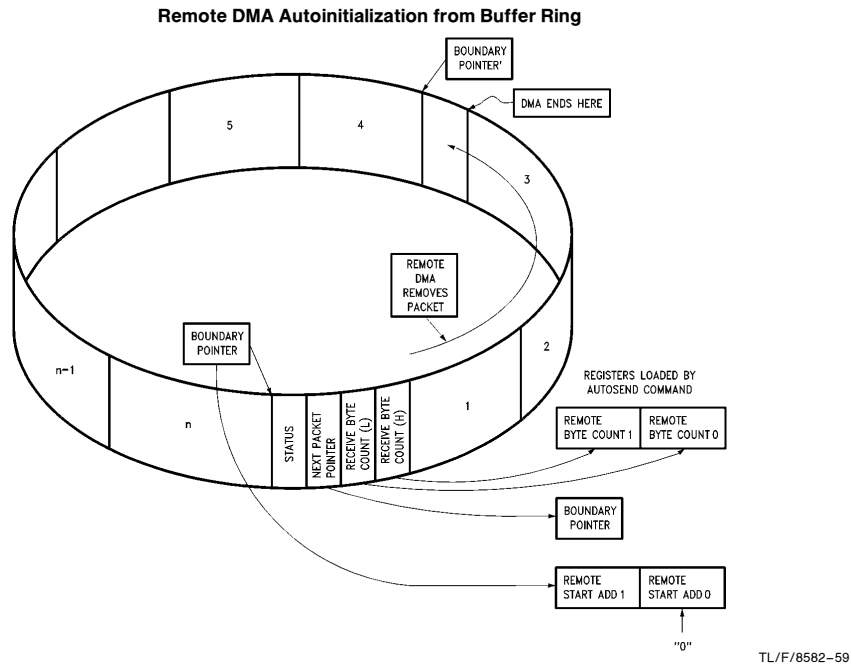 Remote DMA Autoinitialization from Buffer Ring
BOUNDARY
POINTER'
DMA ENDS HERE
5
4
3
REMOTE
DMA
REMOVES
PACKET
BOUNDARY
POINTER
2
n-1
n
STATUS
NEXT PACKET
POINTER
RECEIVE BYTE
COUNT (L)
RECEIVE BYTE
COUNT (H)
1
REGISTERS LOADED BY
AUTOSEND COMMAND
REMOTE
BYTE COUNT 1
REMOTE
BYTE COUNT 0
BOUNDARY
POINTER
REMOTE
START ADD 1
REMOTE
START ADD 0
"0"
TL/F/8582–59